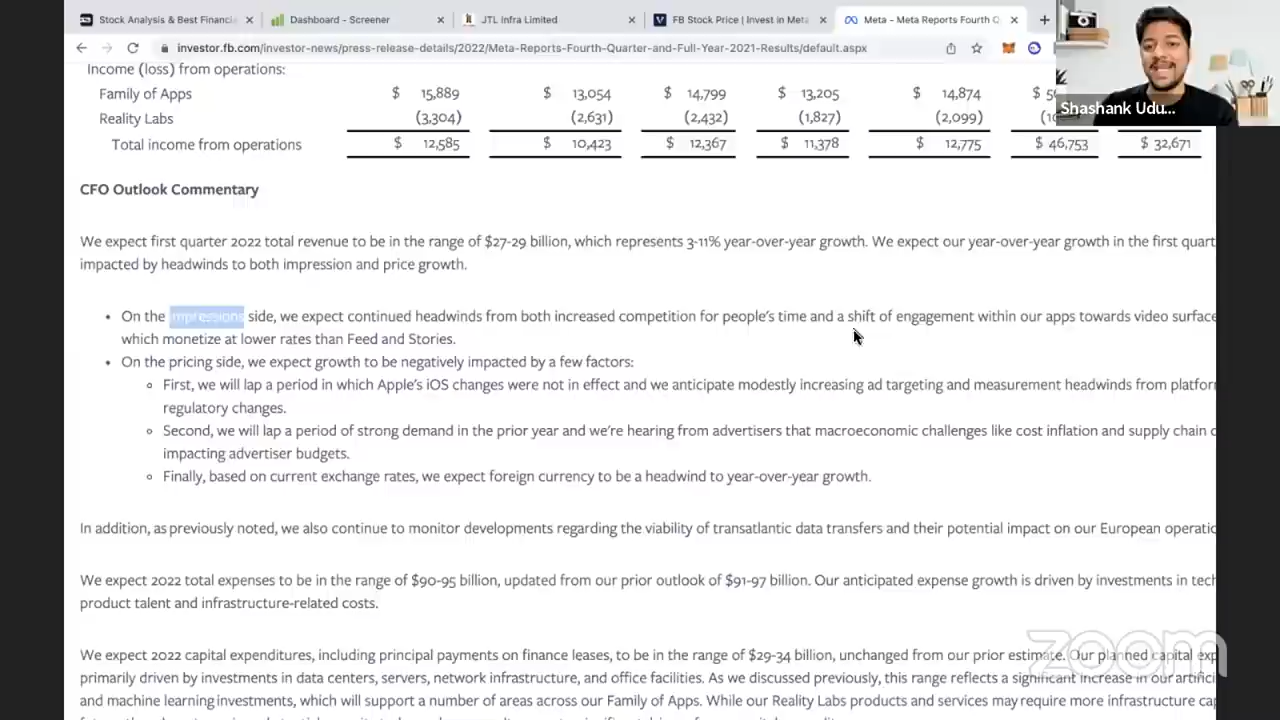 Stock Analysis & Best Financia
Dashboard - Screener
JTL Infra Limited
FB Stock Price | Invest in Meta
Meta - Meta Reports Fourth Q
investor.fb.com/investor-news/press-release-details/2022/Meta-Reports-Fourth-Quarter-and-Full-Year-2021-Results/default.aspx
Shashank Udu...
Income (loss) from operations:
Family of Apps $ 15,889 $ 13,054 $ 14,799 $ 13,205 $ 14,874 $
Reality Labs (3,304) (2,631) (2,432) (1,827) (2,099)
Total income from operations $ 12,585 $ 10,423 $ 12,367 $ 11,378 $ 12,775 $ 46,753 $ 32,671
CFO Outlook Commentary
We expect first quarter 2022 total revenue to be in the range of $27-29 billion, which represents 3-11% year-over-year growth. We expect our year-over-year growth in the first quart
impacted by headwinds to both impression and price growth.
• On the impressions side, we expect continued headwinds from both increased competition for people's time and a shift of engagement within our apps towards video surface
which monetize at lower rates than Feed and Stories.
• On the pricing side, we expect growth to be negatively impacted by a few factors:
◦ First, we will lap a period in which Apple's iOS changes were not in effect and we anticipate modestly increasing ad targeting and measurement headwinds from platfor
regulatory changes.
◦ Second, we will lap a period of strong demand in the prior year and we're hearing from advertisers that macroeconomic challenges like cost inflation and supply chain
impacting advertiser budgets.
◦ Finally, based on current exchange rates, we expect foreign currency to be a headwind to year-over-year growth.
In addition, as previously noted, we also continue to monitor developments regarding the viability of transatlantic data transfers and their potential impact on our European operatio
We expect 2022 total expenses to be in the range of $90-95 billion, updated from our prior outlook of $91-97 billion. Our anticipated expense growth is driven by investments in tech
product talent and infrastructure-related costs.
We expect 2022 capital expenditures, including principal payments on finance leases, to be in the range of $29-34 billion, unchanged from our prior estimate. Our planned capital exp
primarily driven by investments in data centers, servers, network infrastructure, and office facilities. As we discussed previously, this range reflects a significant increase in our artific
and machine learning investments, which will support a number of areas across our Family of Apps. While our Reality Labs products and services may require more infrastructure cap
zoom